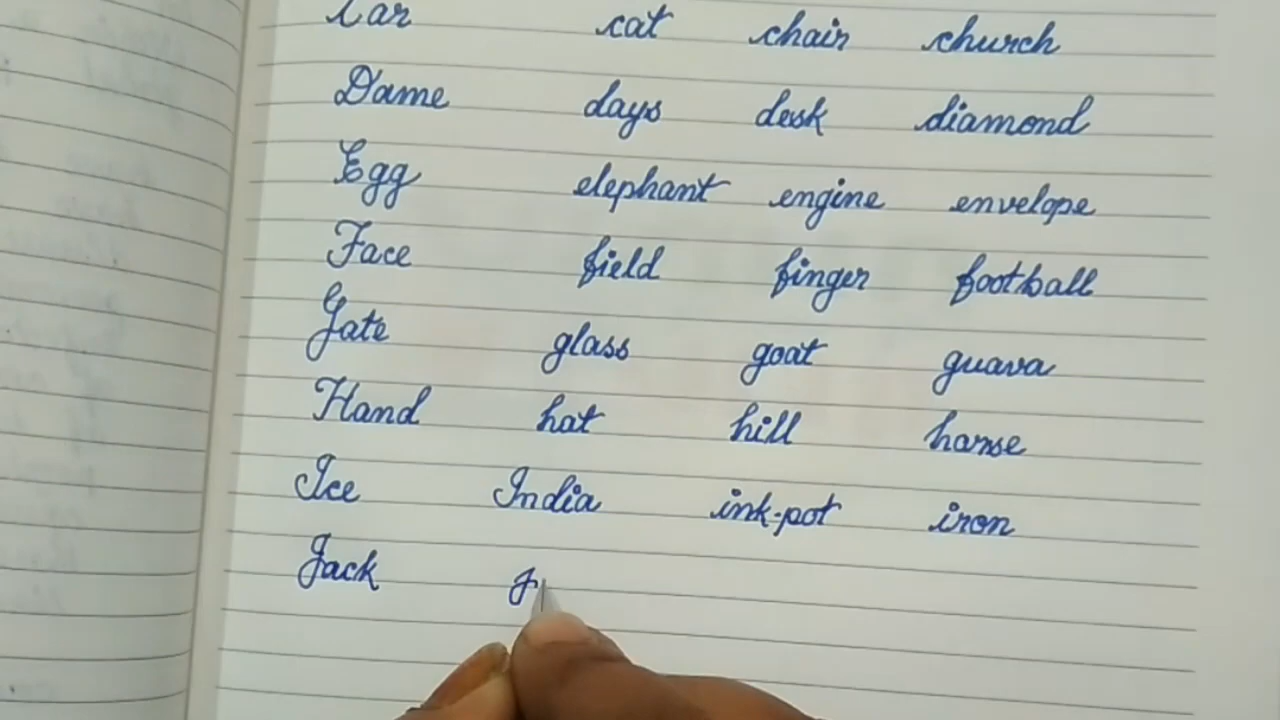 Car cat chair church
Dame days desk diamond
Egg elephant engine envelope
Face field finger football
Gate glass goat guava
Hand hat hill horse
Ice India ink-pot iron
Jack j